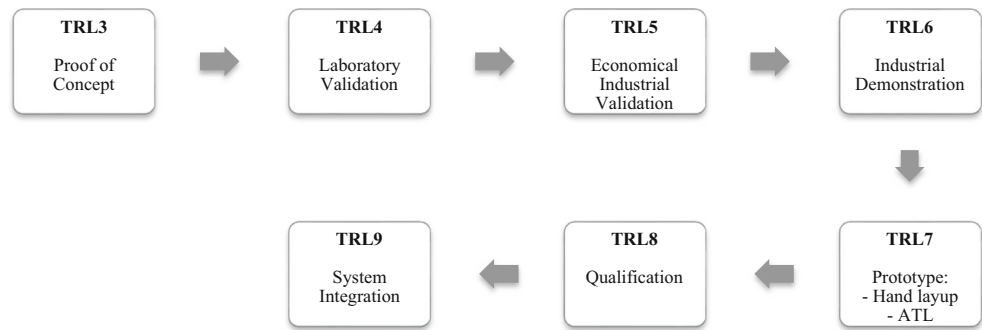 TRL3
Proof of
Concept
TRL4
Laboratory
Validation
TRL5
Economical
Industrial
Validation
TRL6
Industrial
Demonstration
TRL7
Prototype:
- Hand layup
- ATL
TRL8
Qualification
TRL9
System
Integration